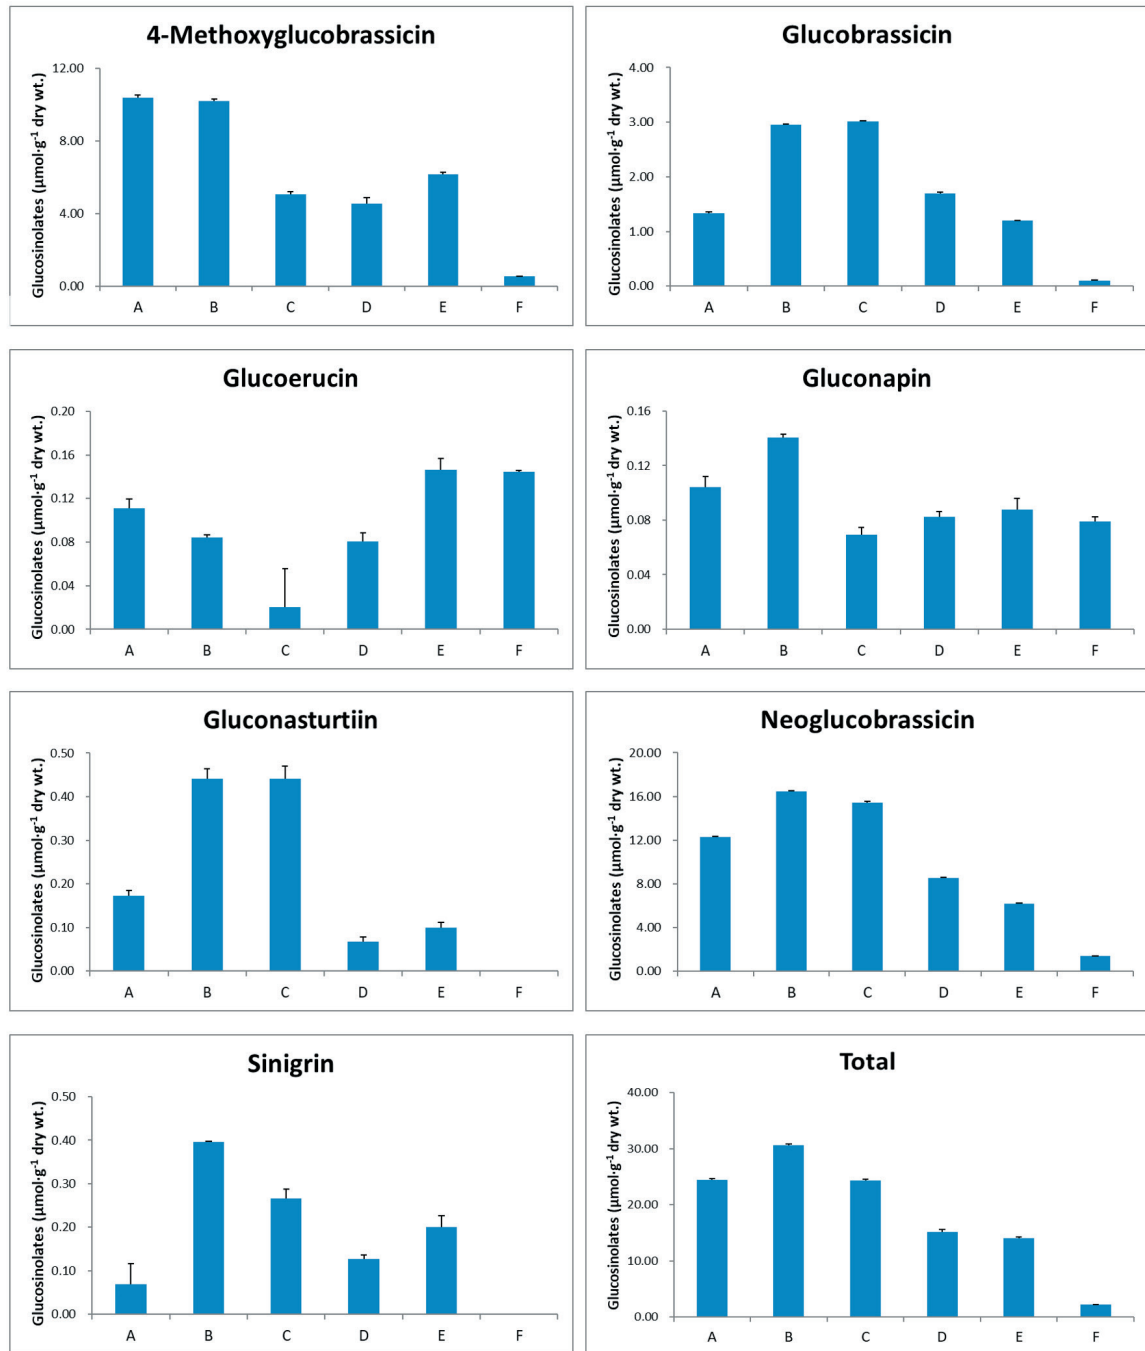 4-Methoxyglucobrassicin
Glucosinolates (µmol·g⁻¹ dry wt.)
12.00
8.00
4.00
0.00
A B C D E F
Glucobrassicin
Glucosinolates (µmol·g⁻¹ dry wt.)
4.00
3.00
2.00
1.00
0.00
A B C D E F
Glucoerucin
Glucosinolates (µmol·g⁻¹ dry wt.)
0.20
0.16
0.12
0.08
0.04
0.00
A B C D E F
Gluconapin
Glucosinolates (µmol·g⁻¹ dry wt.)
0.16
0.12
0.08
0.04
0.00
A B C D E F
Gluconasturtiin
Glucosinolates (µmol·g⁻¹ dry wt.)
0.50
0.40
0.30
0.20
0.10
0.00
A B C D E F
Neoglucobrassicin
Glucosinolates (µmol·g⁻¹ dry wt.)
20.00
16.00
12.00
8.00
4.00
0.00
A B C D E F
Sinigrin
Glucosinolates (µmol·g⁻¹ dry wt.)
0.50
0.40
0.30
0.20
0.10
0.00
A B C D E F
Total
Glucosinolates (µmol·g⁻¹ dry wt.)
40.00
30.00
20.00
10.00
0.00
A B C D E F